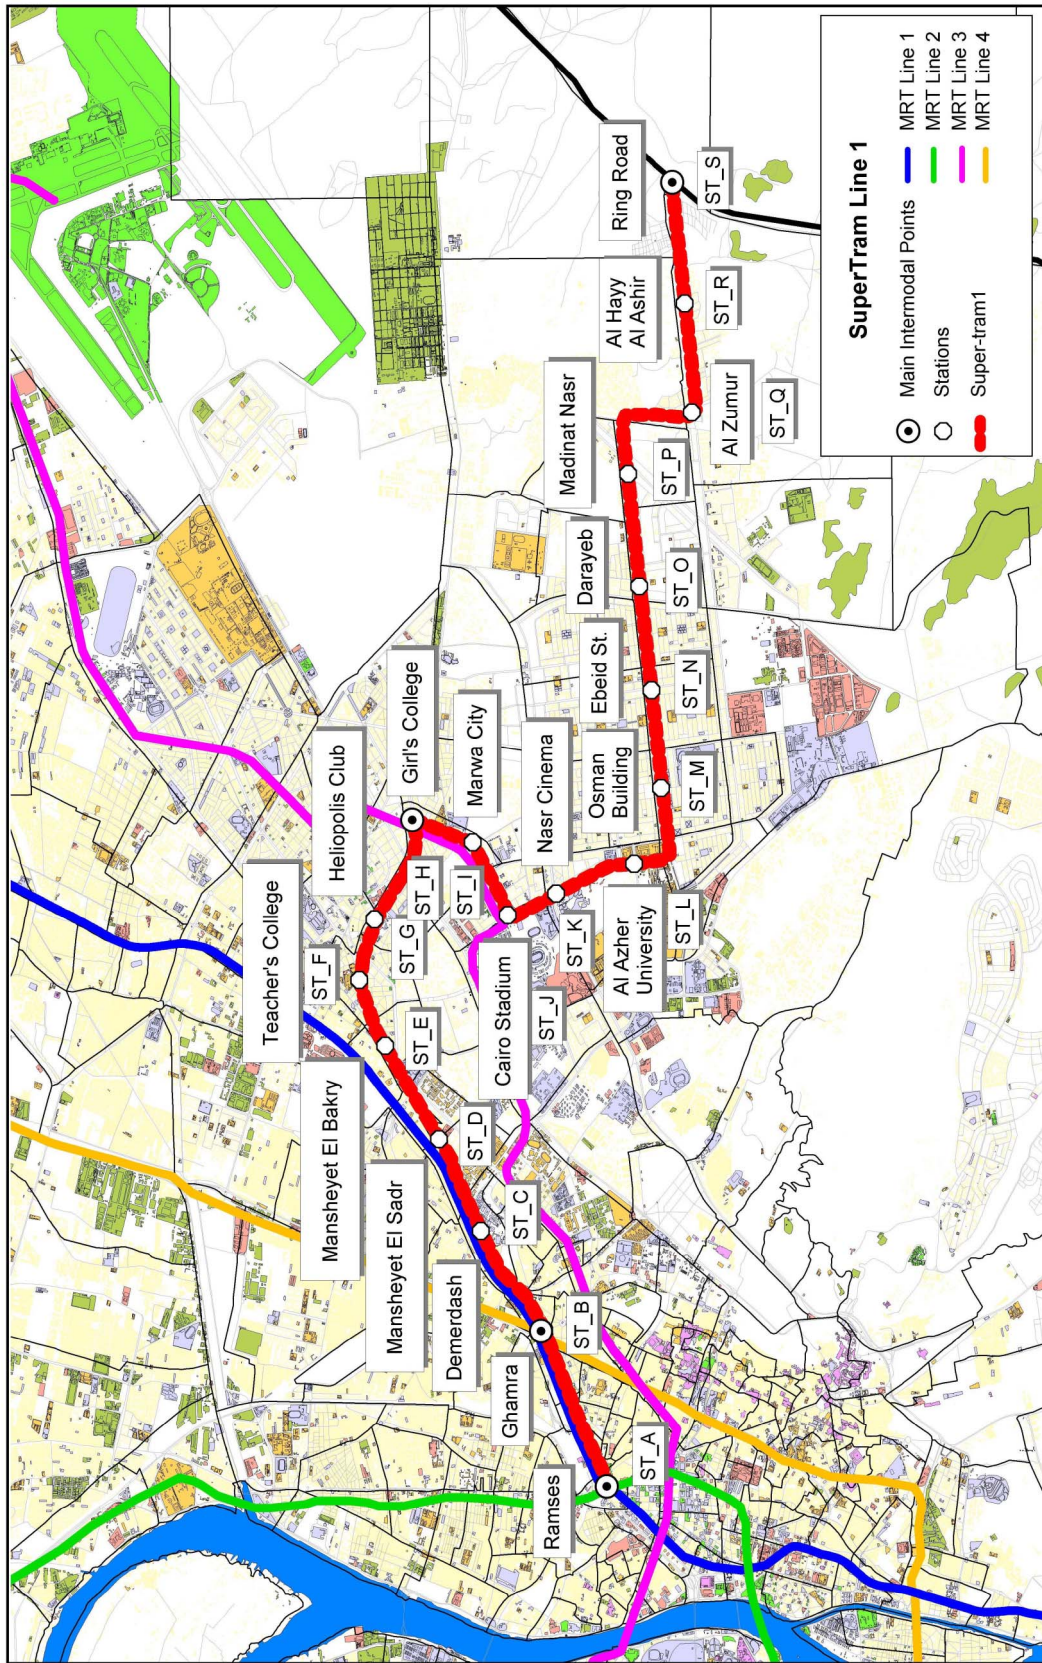 Ramses
ST_A
Ghamra
ST_B
Demerdash
ST_C
Mansheyet El Sadr
ST_D
Mansheyet El Bakry
ST_E
Teacher's College
ST_F
Heliopolis Club
ST_G
Girl's College
ST_H
Marwa City
ST_I
Cairo Stadium
ST_J
Nasr Cinema
ST_K
Al Azher
University
ST_L
Osman
Building
ST_M
Ebeid St.
ST_N
Darayeb
ST_O
Madinat Nasr
ST_P
Al Zumur
ST_Q
Al Hayy
Al Ashir
ST_R
Ring Road
ST_S
SuperTram Line 1
Main Intermodal Points
Stations
Super-tram1
MRT Line 1
MRT Line 2
MRT Line 3
MRT Line 4